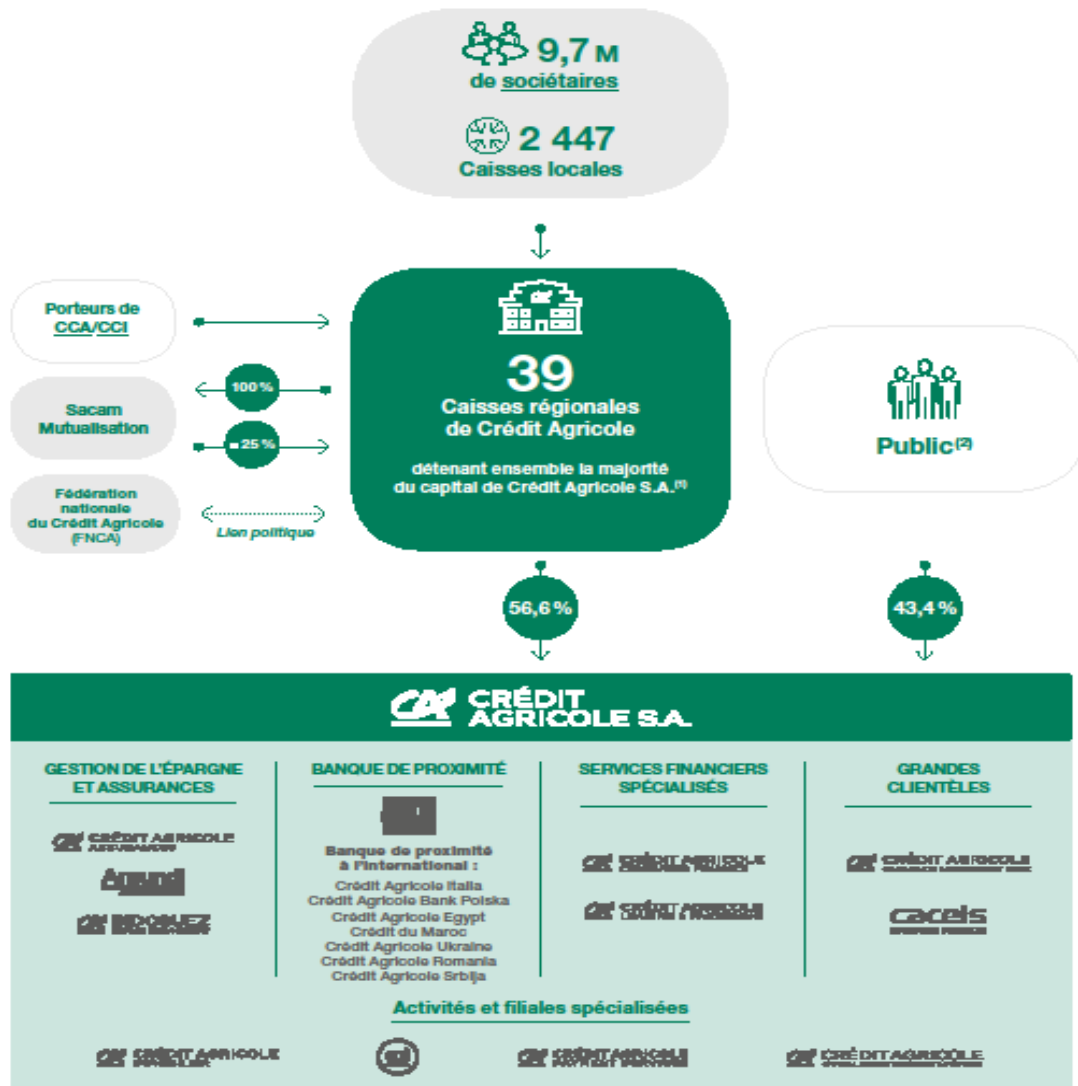 9,7 M
de sociétaires
2 447
Caisses locales
Porteurs de
CCA/CCI
100 %
Sacam
Mutualisation
25 %
Fédération
nationale
du Crédit Agricole
(FNCA)
Lien politique
39
Caisses régionales
de Crédit Agricole
détenant ensemble la majorité
du capital de Crédit Agricole S.A.(1)
Public(2)
56,6 %
43,4 %
CRÉDIT
AGRICOLE S.A.
GESTION DE L'ÉPARGNE
ET ASSURANCES
CRÉDIT AGRICOLE
ASSURANCES
Amundi
INDOSUEZ
BANQUE DE PROXIMITÉ
Banque de proximité
à l'international :
Crédit Agricole Italia
Crédit Agricole Bank Polska
Crédit Agricole Egypt
Crédit du Maroc
Crédit Agricole Ukraine
Crédit Agricole Romania
Crédit Agricole Srbija
SERVICES FINANCIERS
SPÉCIALISÉS
CRÉDIT AGRICOLE
CRÉDIT AGRICOLE
GRANDES
CLIENTÈLES
CRÉDIT AGRICOLE
caceis
Activités et filiales spécialisées
CRÉDIT AGRICOLE
CRÉDIT AGRICOLE
CRÉDIT AGRICOLE